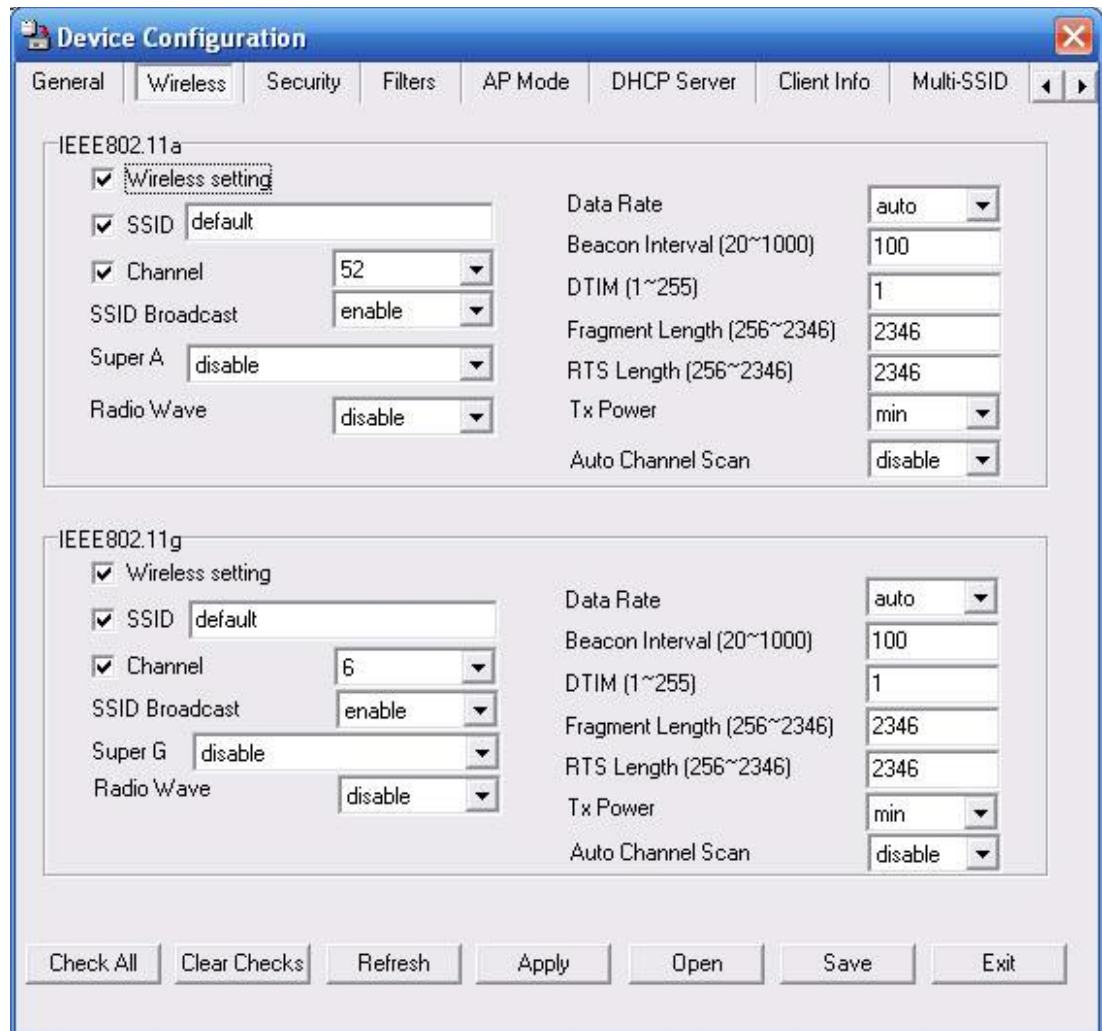 Device Configuration
General Wireless Security Filters AP Mode DHCP Server Client Info Multi-SSID
IEEE802.11a
Wireless setting
SSID default
Channel 52
SSID Broadcast enable
Super A disable
Radio Wave disable
Data Rate auto
Beacon Interval (20~1000) 100
DTIM (1~255) 1
Fragment Length (256~2346) 2346
RTS Length (256~2346) 2346
Tx Power min
Auto Channel Scan disable
IEEE802.11g
Wireless setting
SSID default
Channel 6
SSID Broadcast enable
Super G disable
Radio Wave disable
Data Rate auto
Beacon Interval (20~1000) 100
DTIM (1~255) 1
Fragment Length (256~2346) 2346
RTS Length (256~2346) 2346
Tx Power min
Auto Channel Scan disable
Check All Clear Checks Refresh Apply Open Save Exit